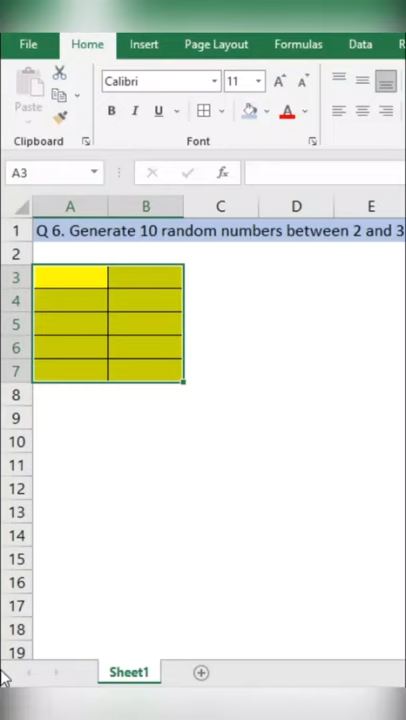 File Home Insert Page Layout Formulas Data
Paste
Calibri 11
B I U A
Clipboard Font
A3 fx
A B C D E
1 Q 6. Generate 10 random numbers between 2 and 3
2
3
4
5
6
7
8
9
10
11
12
13
14
15
16
17
18
19
Sheet1